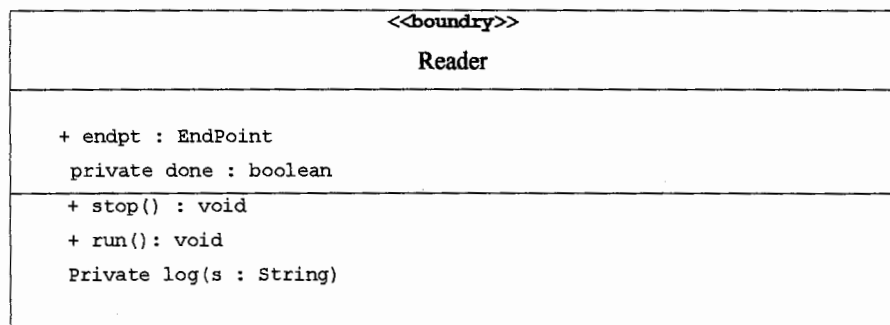 <<boundry>>
Reader
+ endpt : EndPoint
private done : boolean
+ stop() : void
+ run(): void
Private log(s : String)